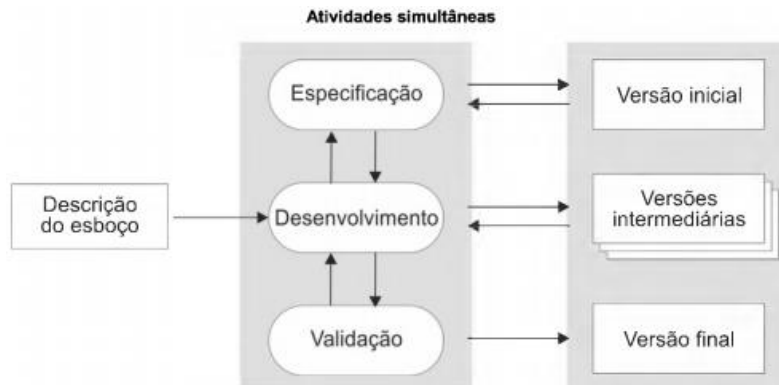 Atividades simultâneas
Especificação
Versão inicial
Descrição
do esboço
Desenvolvimento
Versões
intermediárias
Validação
Versão final